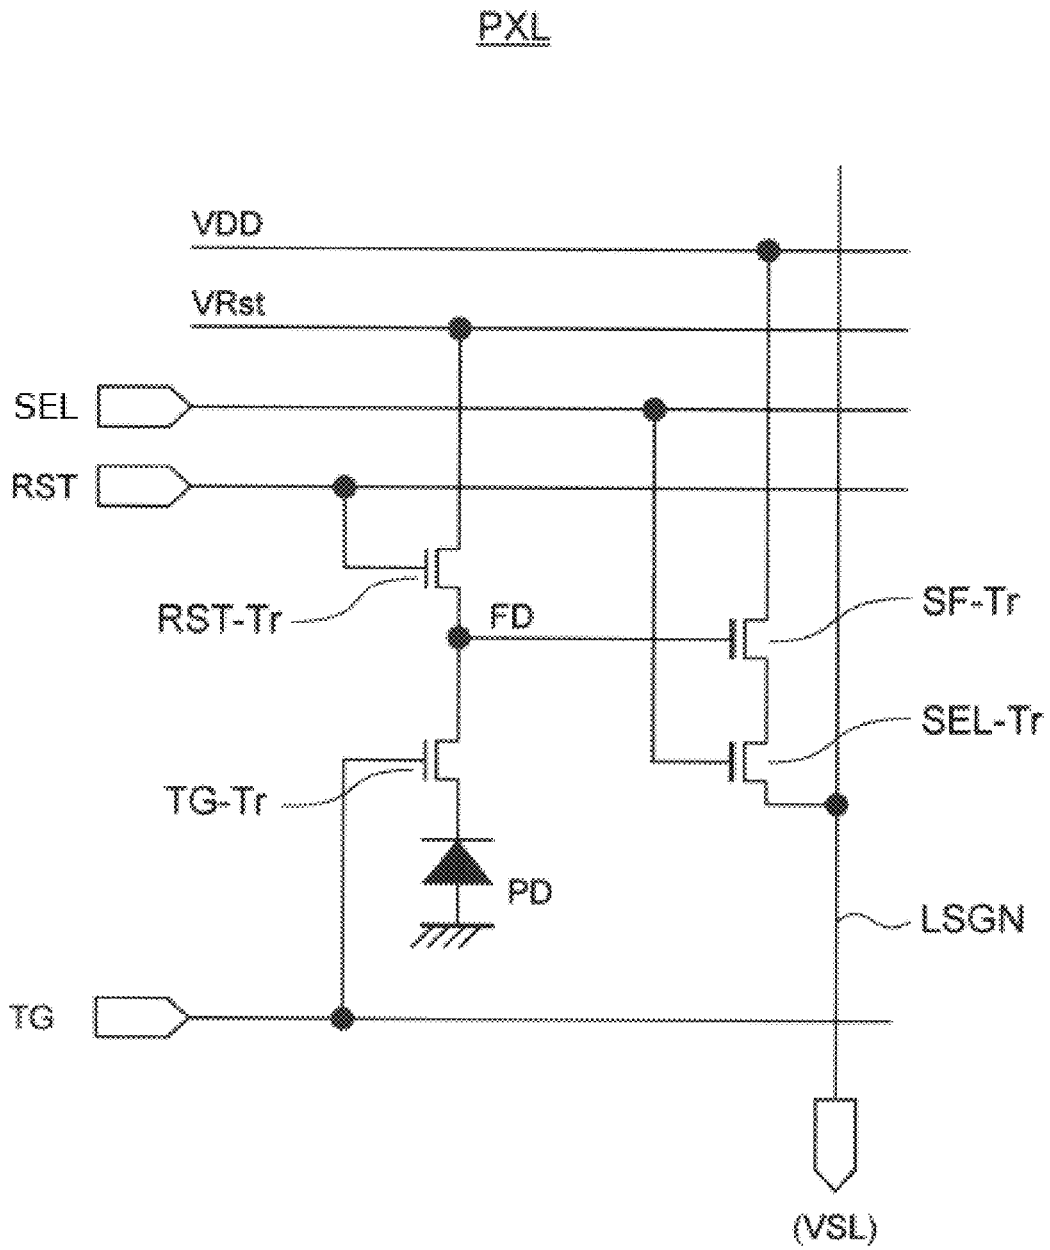 PXL
VDD
VRst
SEL
RST
RST-Tr
FD
SF-Tr
SEL-Tr
TG-Tr
PD
LSGN
TG
(VSL)